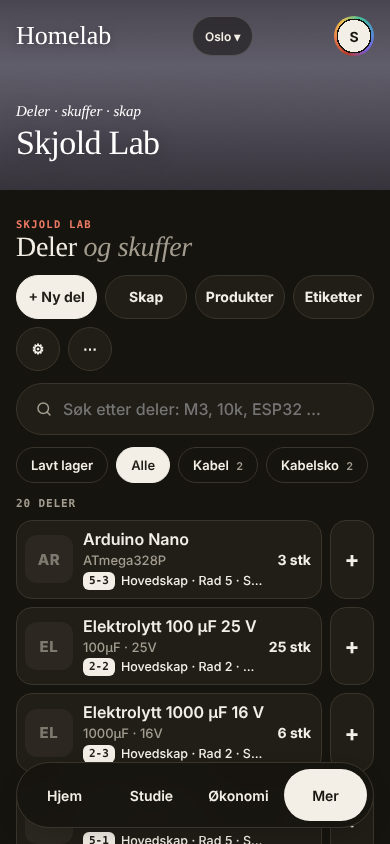 Homelab
Oslo ▾
S
Deler · skuffer · skap
Skjold Lab
SKJOLD LAB
Deler og skuffer
+ Ny del
Skap
Produkter
Etiketter
⚙
⋯
Søk etter deler: M3, 10k, ESP32 …
Lavt lager
Alle
Kabel 2
Kabelsko 2
20 DELER
AR
Arduino Nano
ATmega328P
5-3 Hovedskap · Rad 5 · S…
3 stk
+
EL
Elektrolytt 100 µF 25 V
100µF · 25V
2-2 Hovedskap · Rad 2 · …
25 stk
+
EL
Elektrolytt 1000 µF 16 V
1000µF · 16V
2-3 Hovedskap · Rad 2 · S…
6 stk
+
Hjem
Studie
Økonomi
Mer
5-1 Hovedskap · Rad 5 · S…